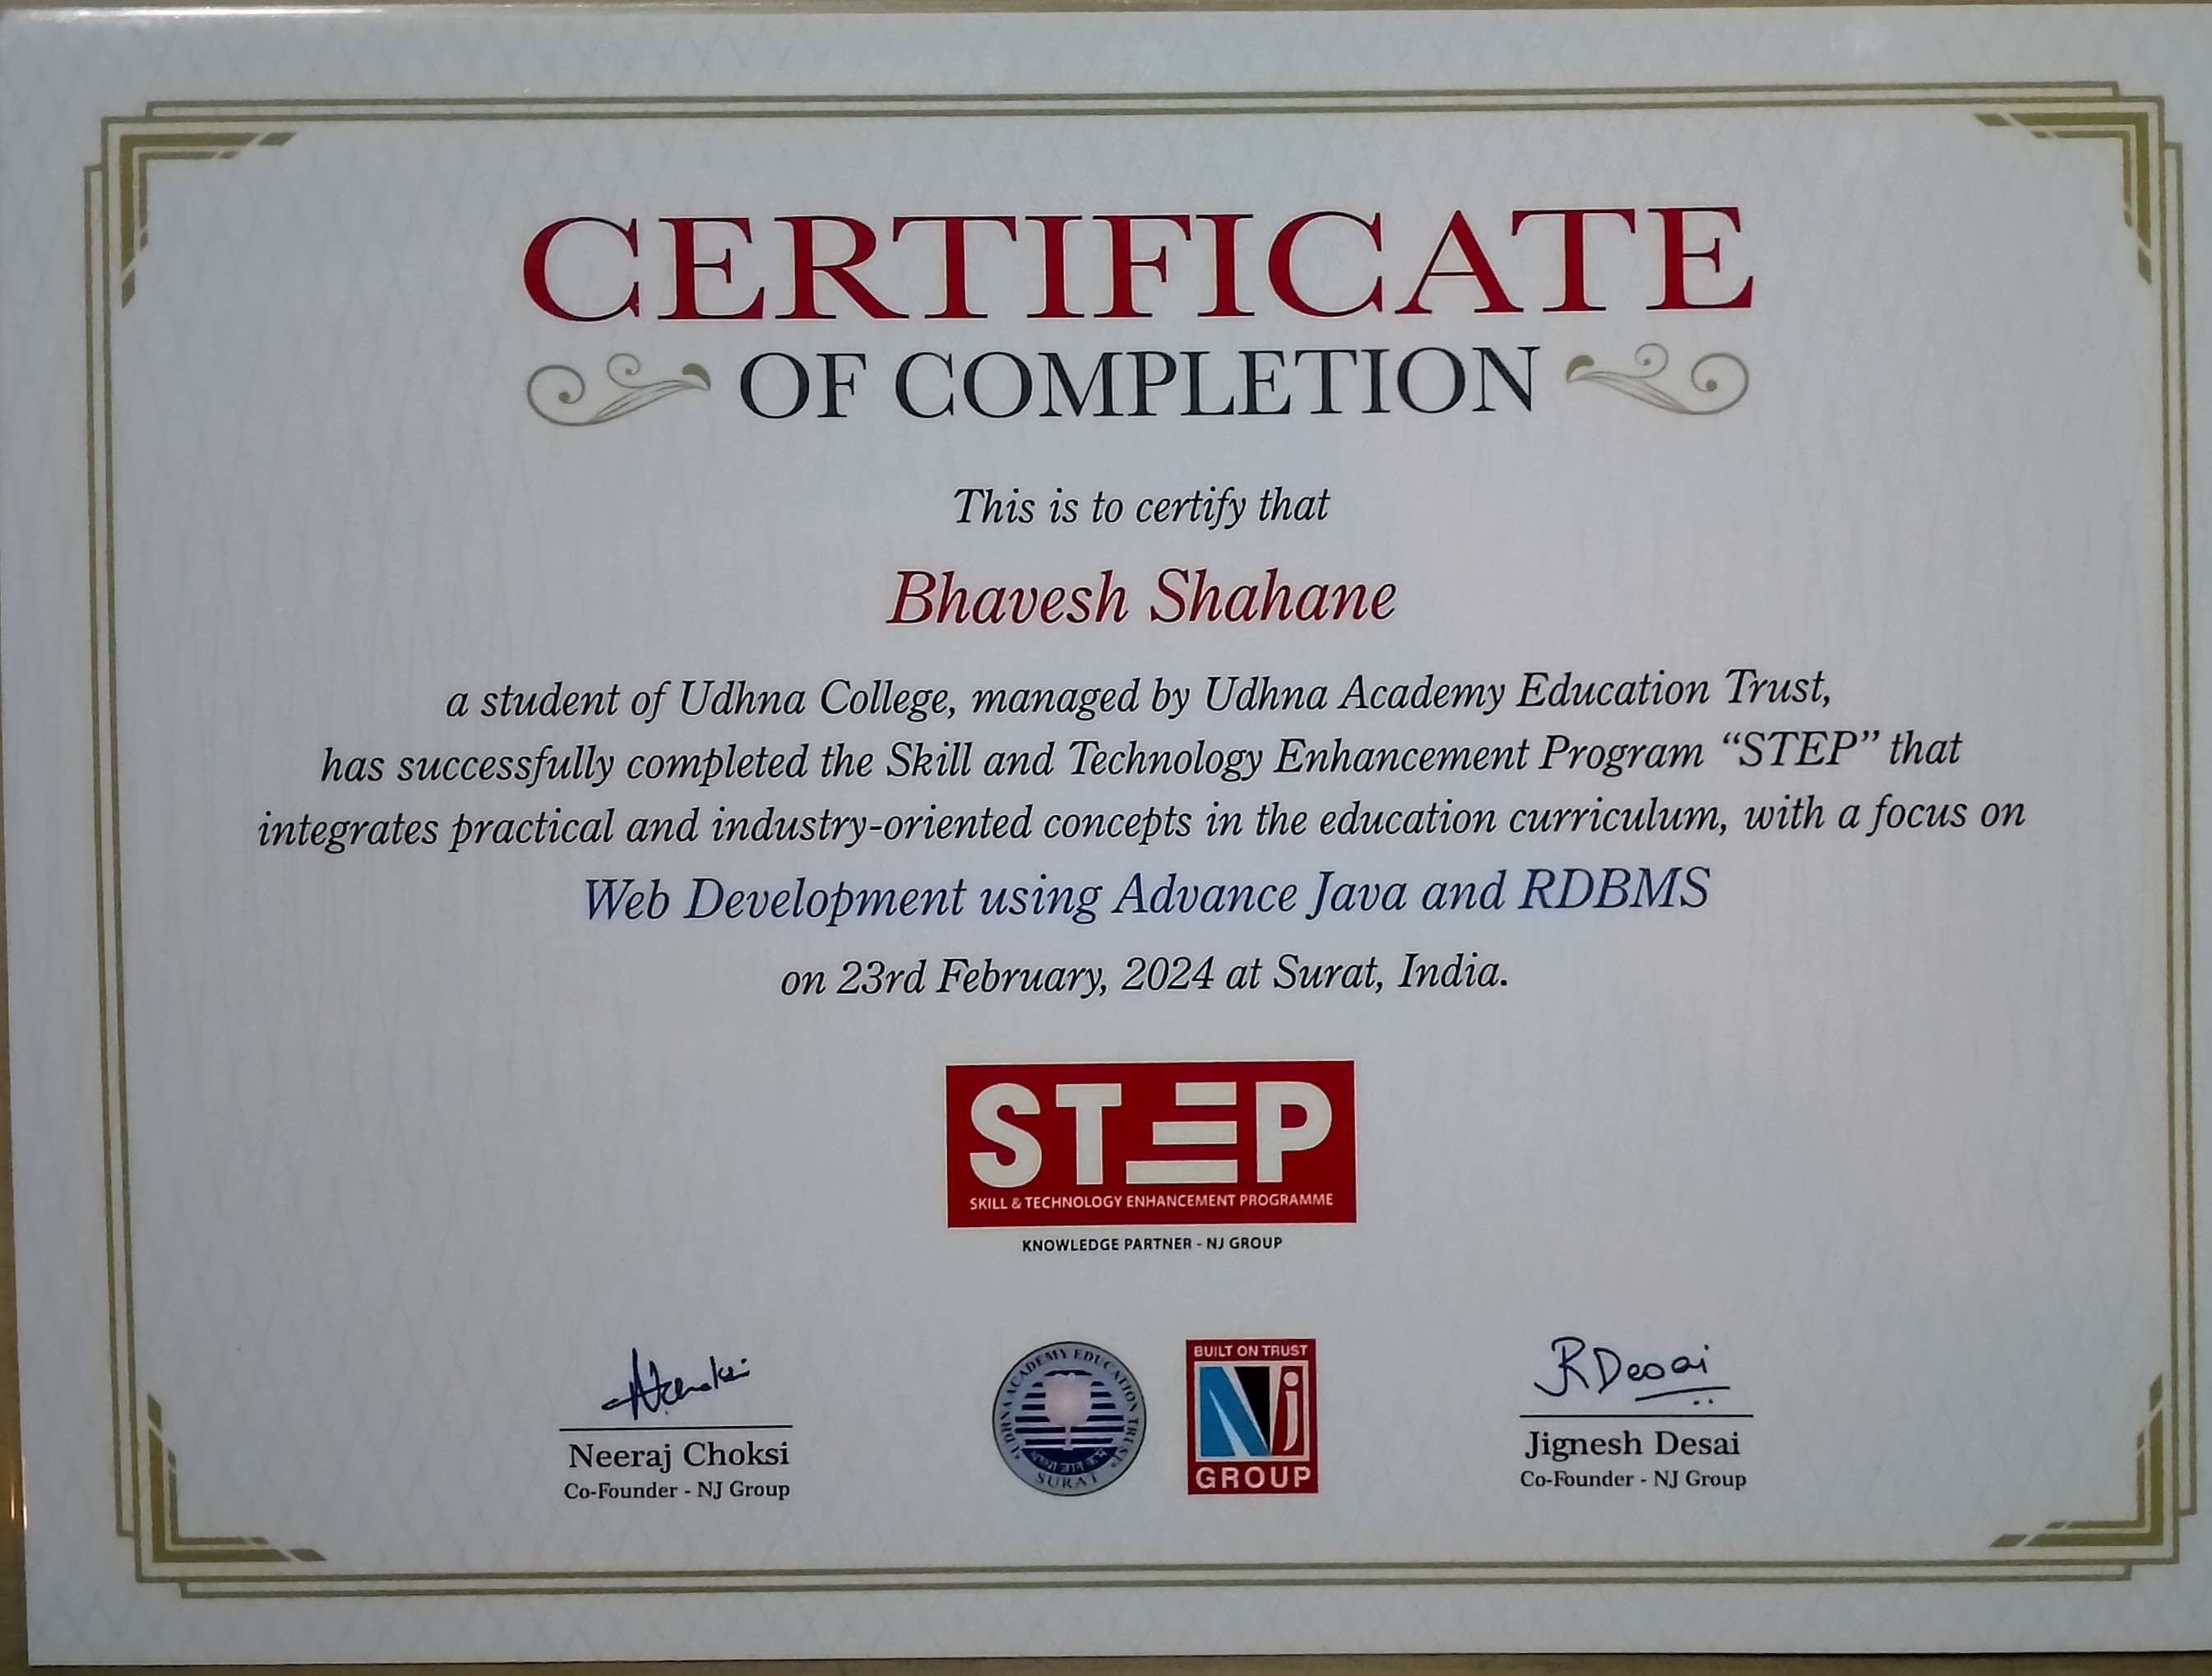 CERTIFICATE
OF COMPLETION
This is to certify that
Bhavesh Shahane
a student of Udhna College, managed by Udhna Academy Education Trust,
has successfully completed the Skill and Technology Enhancement Program “STEP” that
integrates practical and industry-oriented concepts in the education curriculum, with a focus on
Web Development using Advance Java and RDBMS
on 23rd February, 2024 at Surat, India.
STEP
SKILL & TECHNOLOGY ENHANCEMENT PROGRAMME
KNOWLEDGE PARTNER - NJ GROUP
UDHNA ACADEMY EDUCATION TRUST
SURAT
BUILT ON TRUST
Nj
GROUP
RDesai
Neeraj Choksi
Co-Founder - NJ Group
Jignesh Desai
Co-Founder - NJ Group